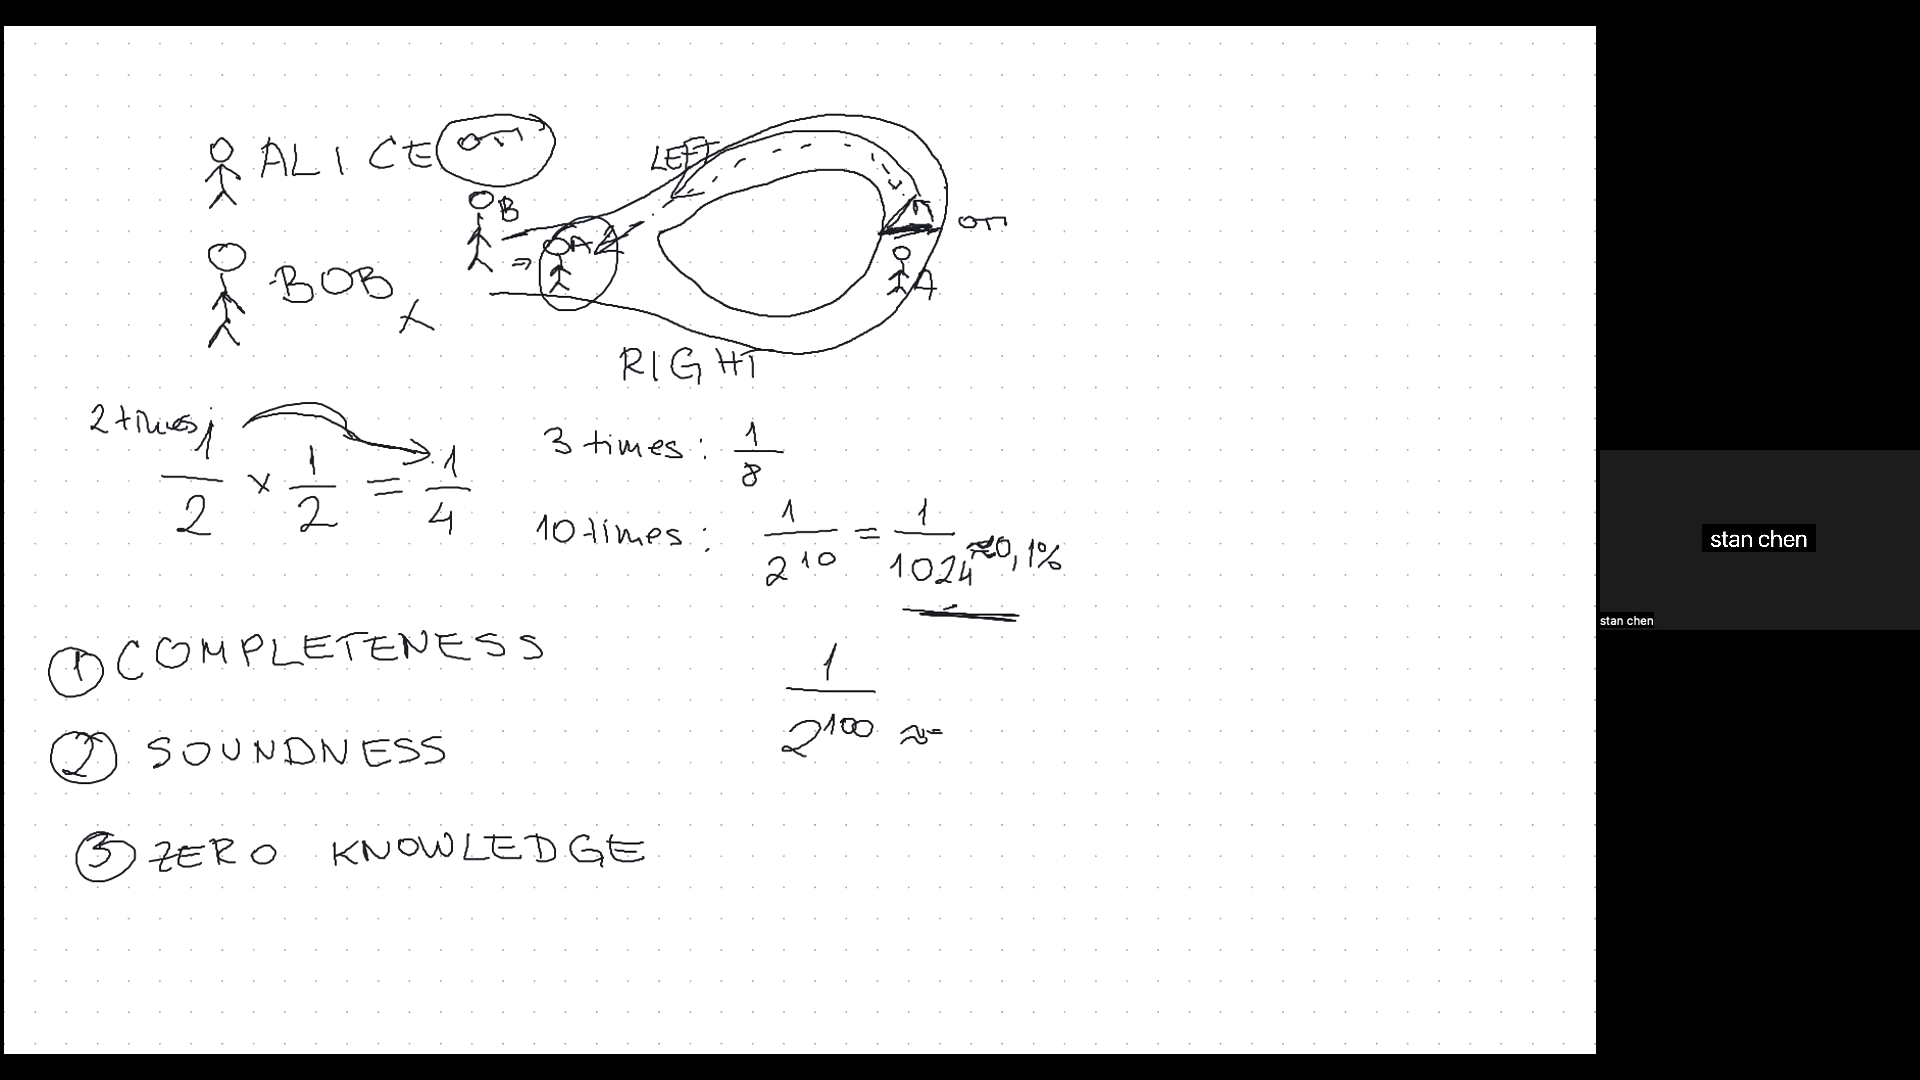 ALICE
B
LEFT
A
BOB
A
RIGHT
2 times:
1/2 × 1/2 = 1/4
3 times: 1/8
10 times: 1/2^10 = 1/1024 ≈0,1%
① COMPLETENESS
1/2^100 ≈
② SOUNDNESS
③ ZERO KNOWLEDGE
stan chen
stan chen